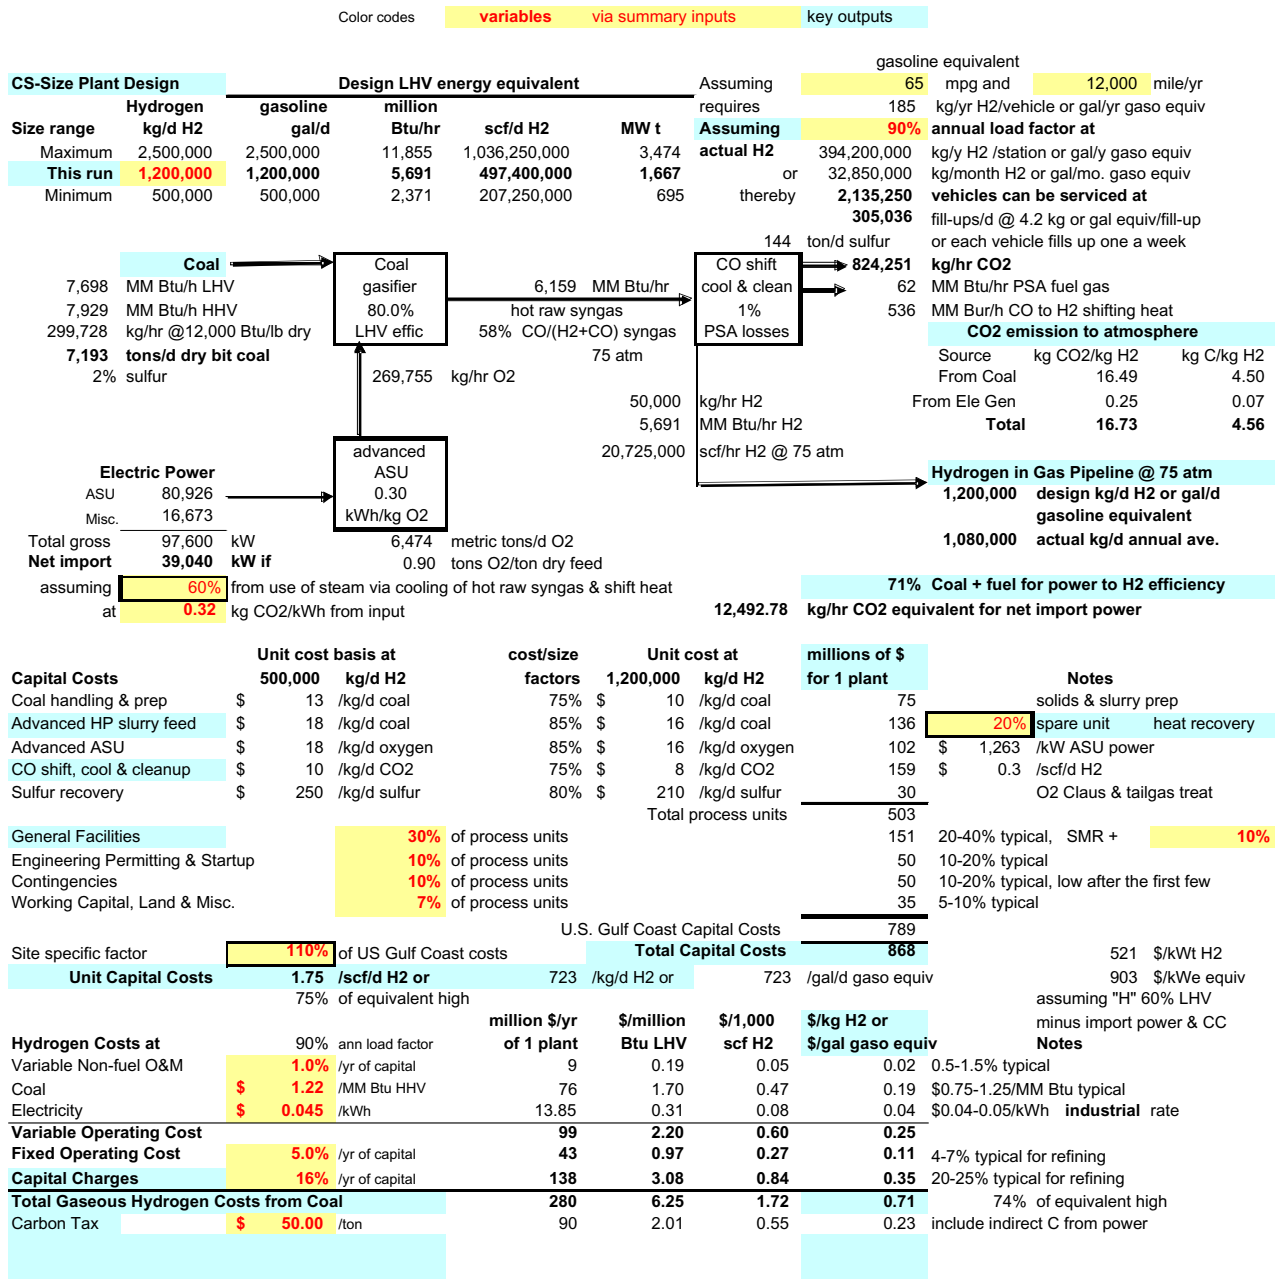 Color codes variables via summary inputs key outputs
gasoline equivalent
CS-Size Plant Design Design LHV energy equivalent Assuming 65 mpg and 12,000 mile/yr
Hydrogen gasoline million requires 185 kg/yr H2/vehicle or gal/yr gaso equiv
Size range kg/d H2 gal/d Btu/hr scf/d H2 MW t Assuming 90% annual load factor at
Maximum 2,500,000 2,500,000 11,855 1,036,250,000 3,474 actual H2 394,200,000 kg/y H2 /station or gal/y gaso equiv
This run 1,200,000 1,200,000 5,691 497,400,000 1,667 or 32,850,000 kg/month H2 or gal/mo. gaso equiv
Minimum 500,000 500,000 2,371 207,250,000 695 thereby 2,135,250 vehicles can be serviced at
305,036 fill-ups/d @ 4.2 kg or gal equiv/fill-up
144 ton/d sulfur or each vehicle fills up one a week
Coal Coal CO shift 824,251 kg/hr CO2
7,698 MM Btu/h LHV gasifier 6,159 MM Btu/hr cool & clean 62 MM Btu/hr PSA fuel gas
7,929 MM Btu/h HHV 80.0% hot raw syngas 1% 536 MM Bur/h CO to H2 shifting heat
299,728 kg/hr @12,000 Btu/lb dry LHV effic 58% CO/(H2+CO) syngas PSA losses CO2 emission to atmosphere
7,193 tons/d dry bit coal 75 atm Source kg CO2/kg H2 kg C/kg H2
2% sulfur 269,755 kg/hr O2 From Coal 16.49 4.50
50,000 kg/hr H2 From Ele Gen 0.25 0.07
5,691 MM Btu/hr H2 Total 16.73 4.56
advanced 20,725,000 scf/hr H2 @ 75 atm
Electric Power ASU Hydrogen in Gas Pipeline @ 75 atm
ASU 80,926 0.30 1,200,000 design kg/d H2 or gal/d
Misc. 16,673 kWh/kg O2 gasoline equivalent
Total gross 97,600 kW 6,474 metric tons/d O2 1,080,000 actual kg/d annual ave.
Net import 39,040 kW if 0.90 tons O2/ton dry feed
assuming 60% from use of steam via cooling of hot raw syngas & shift heat 71% Coal + fuel for power to H2 efficiency
at 0.32 kg CO2/kWh from input 12,492.78 kg/hr CO2 equivalent for net import power
Unit cost basis at cost/size Unit cost at millions of $
Capital Costs 500,000 kg/d H2 factors 1,200,000 kg/d H2 for 1 plant Notes
Coal handling & prep $ 13 /kg/d coal 75% $ 10 /kg/d coal 75 solids & slurry prep
Advanced HP slurry feed $ 18 /kg/d coal 85% $ 16 /kg/d coal 136 20% spare unit heat recovery
Advanced ASU $ 18 /kg/d oxygen 85% $ 16 /kg/d oxygen 102 $ 1,263 /kW ASU power
CO shift, cool & cleanup $ 10 /kg/d CO2 75% $ 8 /kg/d CO2 159 $ 0.3 /scf/d H2
Sulfur recovery $ 250 /kg/d sulfur 80% $ 210 /kg/d sulfur 30 O2 Claus & tailgas treat
Total process units 503
General Facilities 30% of process units 151 20-40% typical, SMR + 10%
Engineering Permitting & Startup 10% of process units 50 10-20% typical
Contingencies 10% of process units 50 10-20% typical, low after the first few
Working Capital, Land & Misc. 7% of process units 35 5-10% typical
U.S. Gulf Coast Capital Costs 789
Site specific factor 110% of US Gulf Coast costs Total Capital Costs 868 521 $/kWt H2
Unit Capital Costs 1.75 /scf/d H2 or 723 /kg/d H2 or 723 /gal/d gaso equiv 903 $/kWe equiv
75% of equivalent high assuming "H" 60% LHV
million $/yr $/million $/1,000 $/kg H2 or minus import power & CC
Hydrogen Costs at 90% ann load factor of 1 plant Btu LHV scf H2 $/gal gaso equiv Notes
Variable Non-fuel O&M 1.0% /yr of capital 9 0.19 0.05 0.02 0.5-1.5% typical
Coal $ 1.22 /MM Btu HHV 76 1.70 0.47 0.19 $0.75-1.25/MM Btu typical
Electricity $ 0.045 /kWh 13.85 0.31 0.08 0.04 $0.04-0.05/kWh industrial rate
Variable Operating Cost 99 2.20 0.60 0.25
Fixed Operating Cost 5.0% /yr of capital 43 0.97 0.27 0.11 4-7% typical for refining
Capital Charges 16% /yr of capital 138 3.08 0.84 0.35 20-25% typical for refining
Total Gaseous Hydrogen Costs from Coal 280 6.25 1.72 0.71 74% of equivalent high
Carbon Tax $ 50.00 /ton 90 2.01 0.55 0.23 include indirect C from power